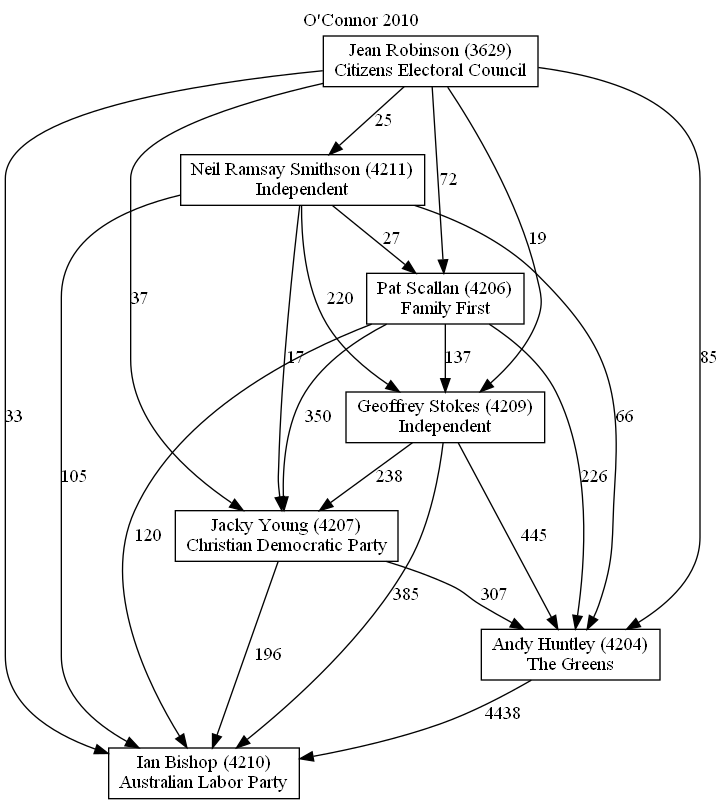 O'Connor 2010
Jean Robinson (3629)
Citizens Electoral Council
25
Neil Ramsay Smithson (4211)
Independent
72
27
19
37
220
Pat Scallan (4206)
Family First
17
137
85
350
Geoffrey Stokes (4209)
Independent
33
66
105
238
226
120
Jacky Young (4207)
Christian Democratic Party
445
385
307
196
Andy Huntley (4204)
The Greens
4438
Ian Bishop (4210)
Australian Labor Party